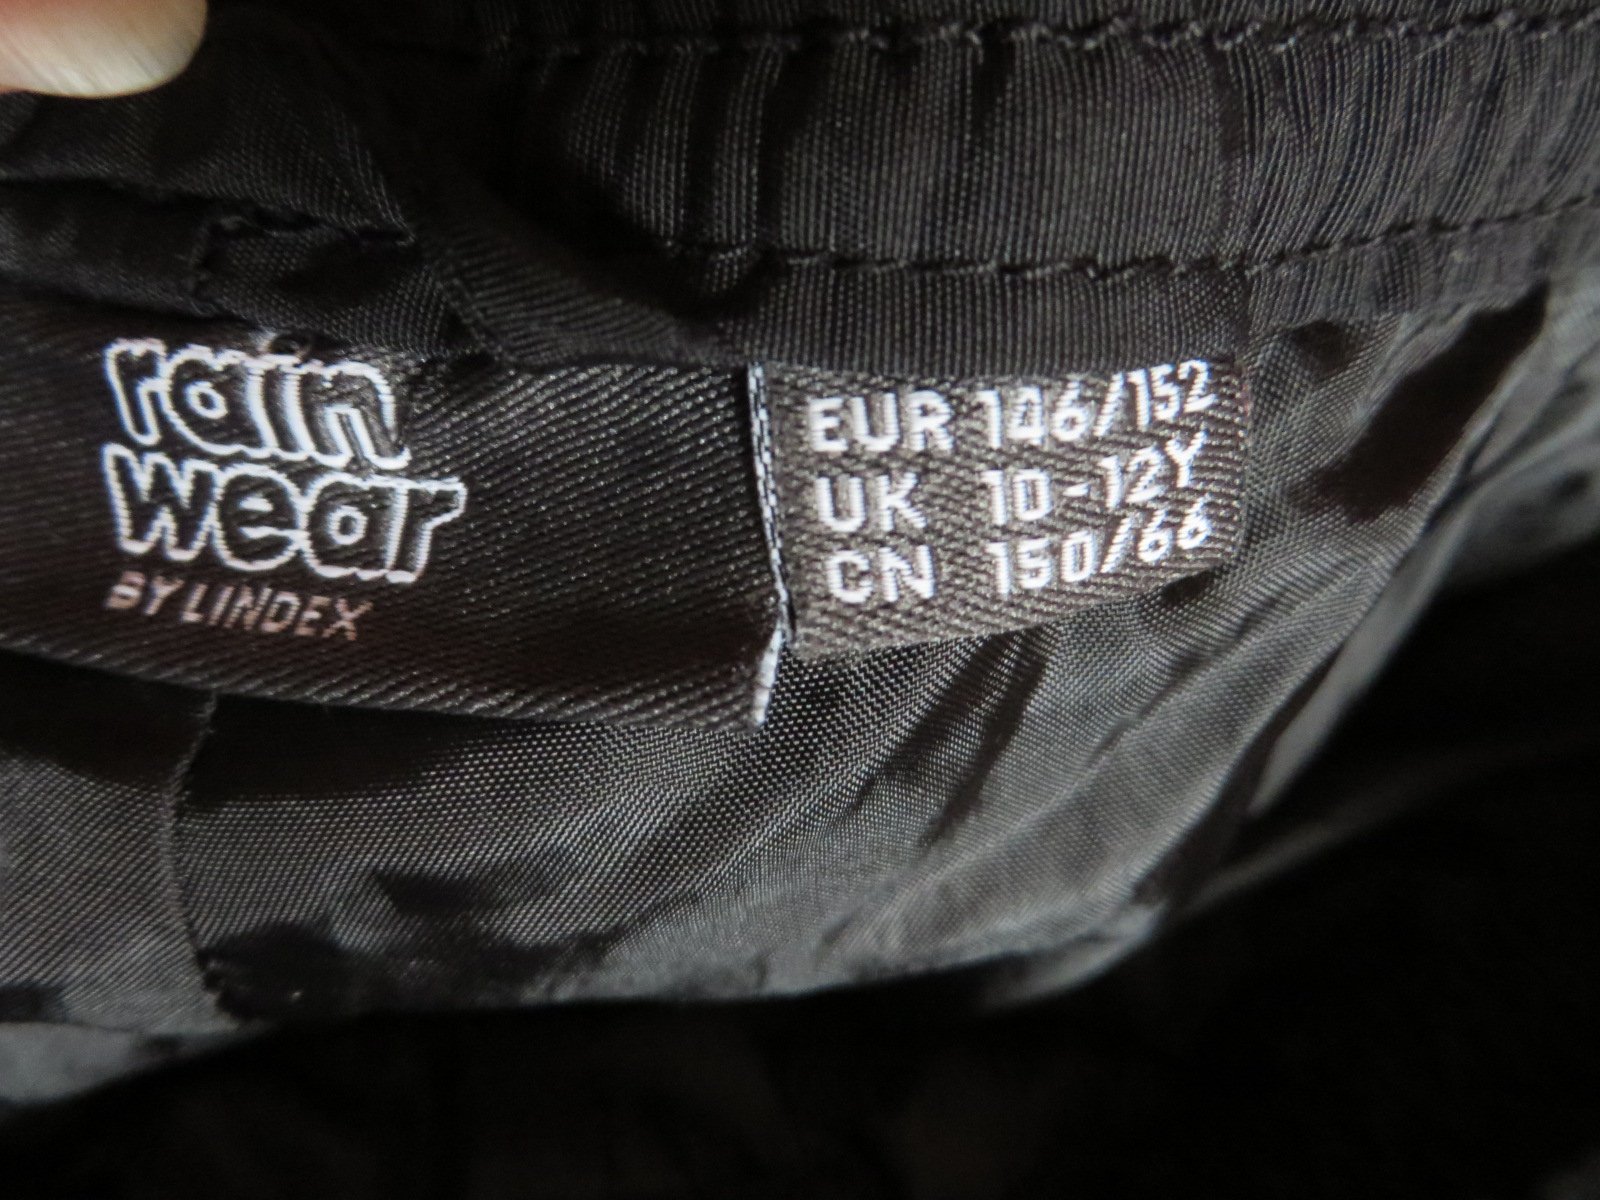 rain
wear
BY LINDEX
EUR 146/152
UK 10-12Y
CN 150/66